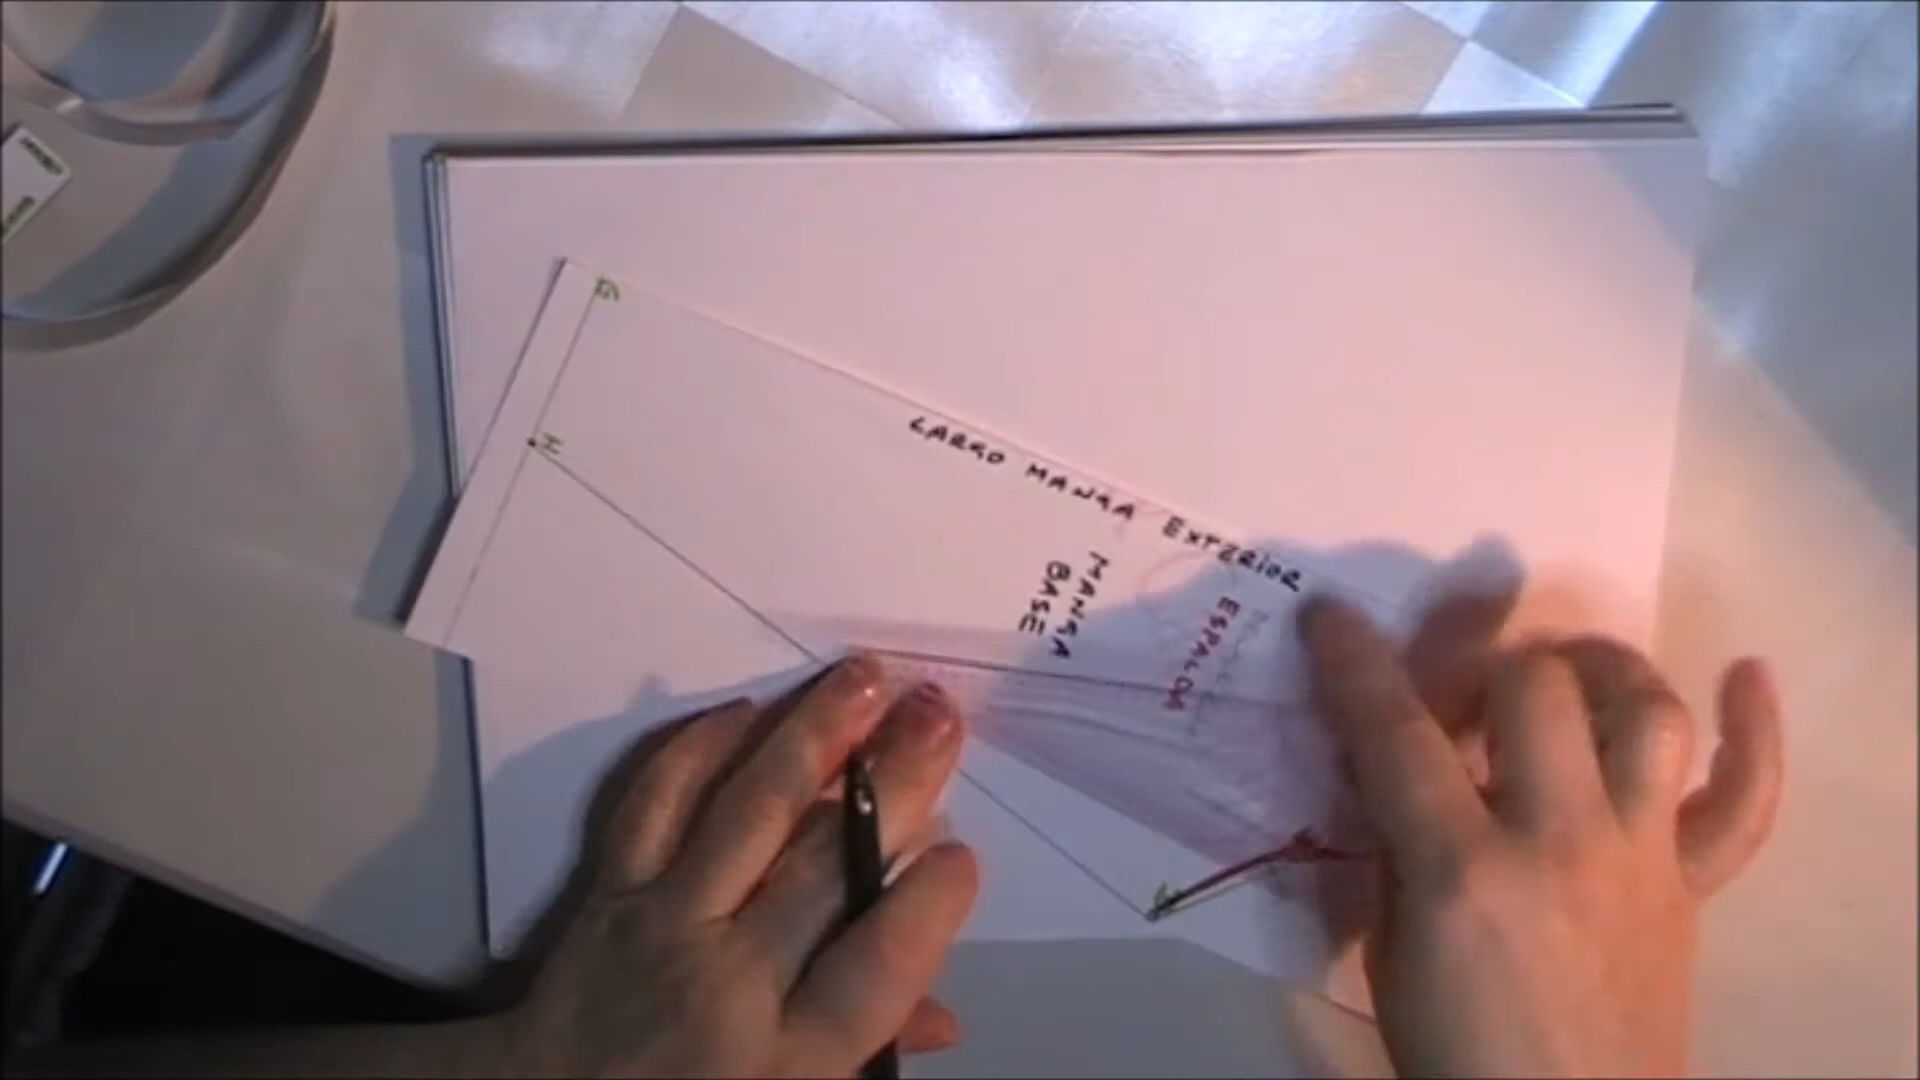 G
H
LARGO MANGA EXTERIOR
MANGA
BASE
ESPALDA